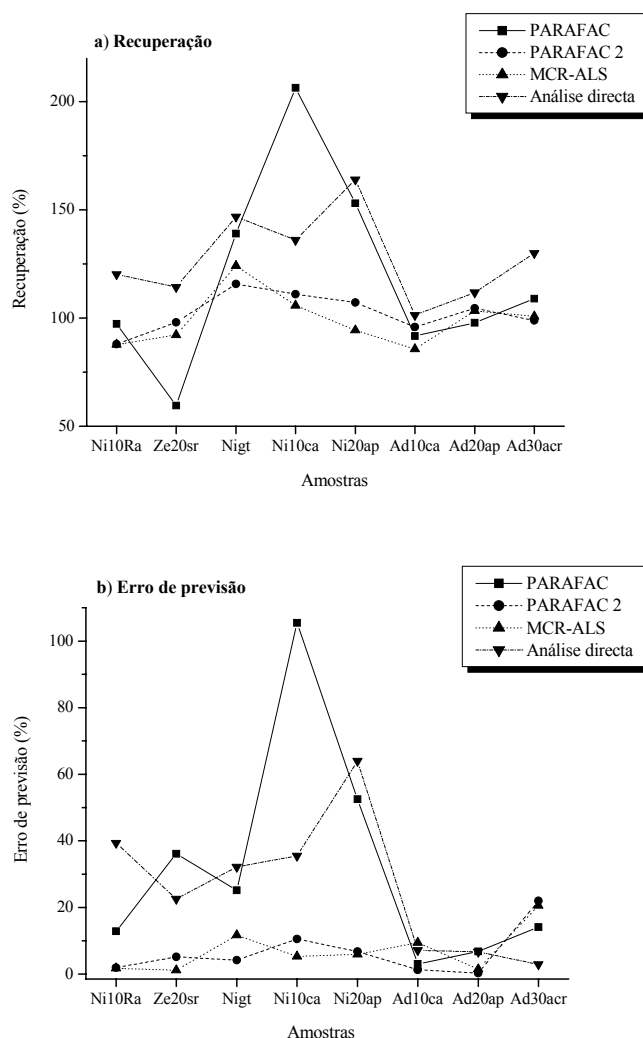 a) Recuperação
PARAFAC
PARAFAC 2
MCR-ALS
Análise directa
200
150
100
50
Recuperação (%)
Ni10Ra Ze20sr Nigt Ni10ca Ni20ap Ad10ca Ad20ap Ad30acr
Amostras
b) Erro de previsão
PARAFAC
PARAFAC 2
MCR-ALS
Análise directa
100
80
60
40
20
0
Erro de previsão (%)
Ni10Ra Ze20sr Nigt Ni10ca Ni20ap Ad10ca Ad20ap Ad30acr
Amostras